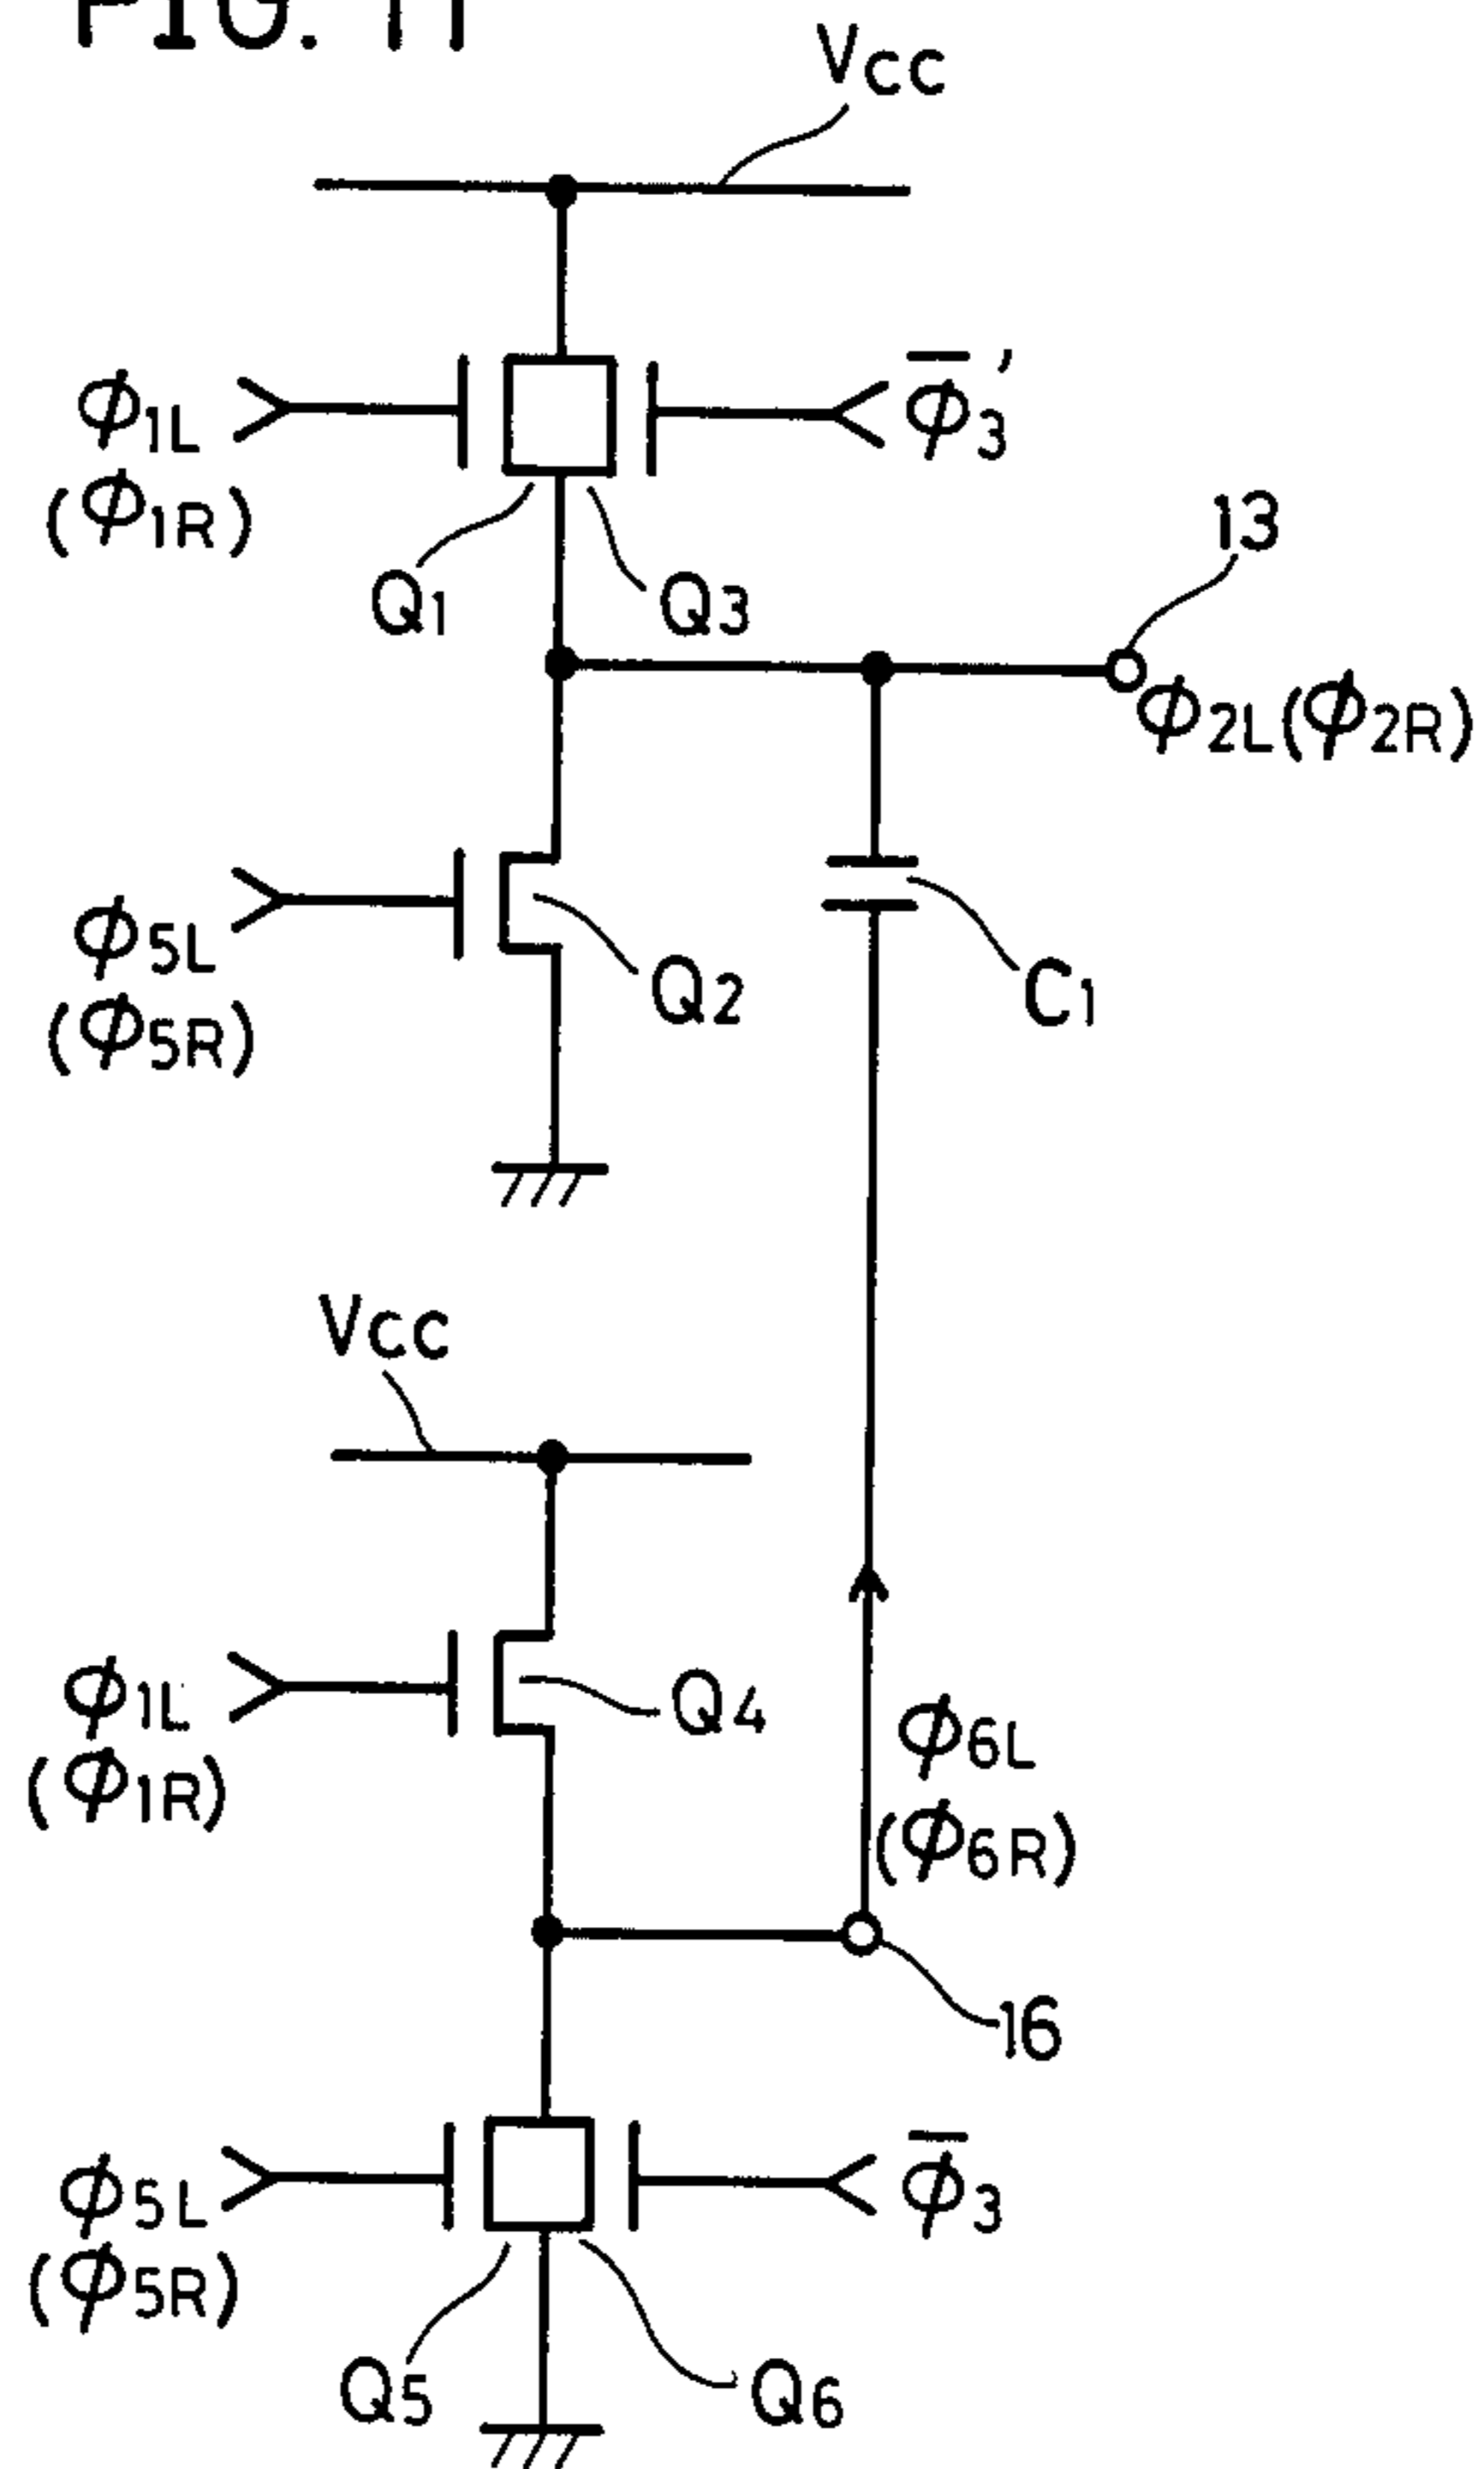 FIG. 11
Vcc
ϕ1L
(ϕ1R)
ϕ̅3'
Q1
Q3
13
ϕ2L(ϕ2R)
ϕ5L
(ϕ5R)
Q2
C1
Vcc
ϕ1L
(ϕ1R)
Q4
ϕ6L
(ϕ6R)
16
ϕ5L
(ϕ5R)
ϕ̅3
Q5
Q6